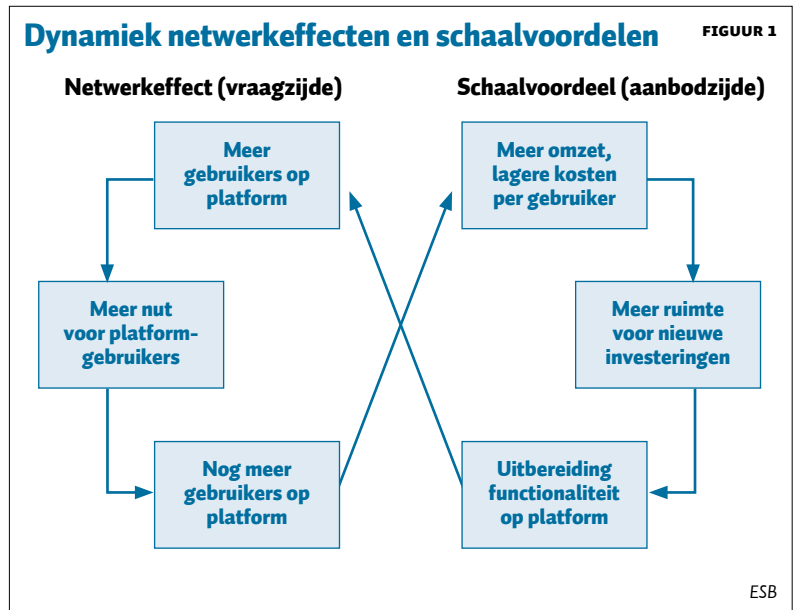 Dynamiek netwerkeffecten en schaalvoordelen
FIGUUR 1
Netwerkeffect (vraagzijde)
Meer
gebruikers op
platform
Meer nut
voor platform-
gebruikers
Nog meer
gebruikers op
platform
Schaalvoordeel (aanbodzijde)
Meer omzet,
lagere kosten
per gebruiker
Meer ruimte
voor nieuwe
investeringen
Uitbereiding
functionaliteit
op platform
ESB